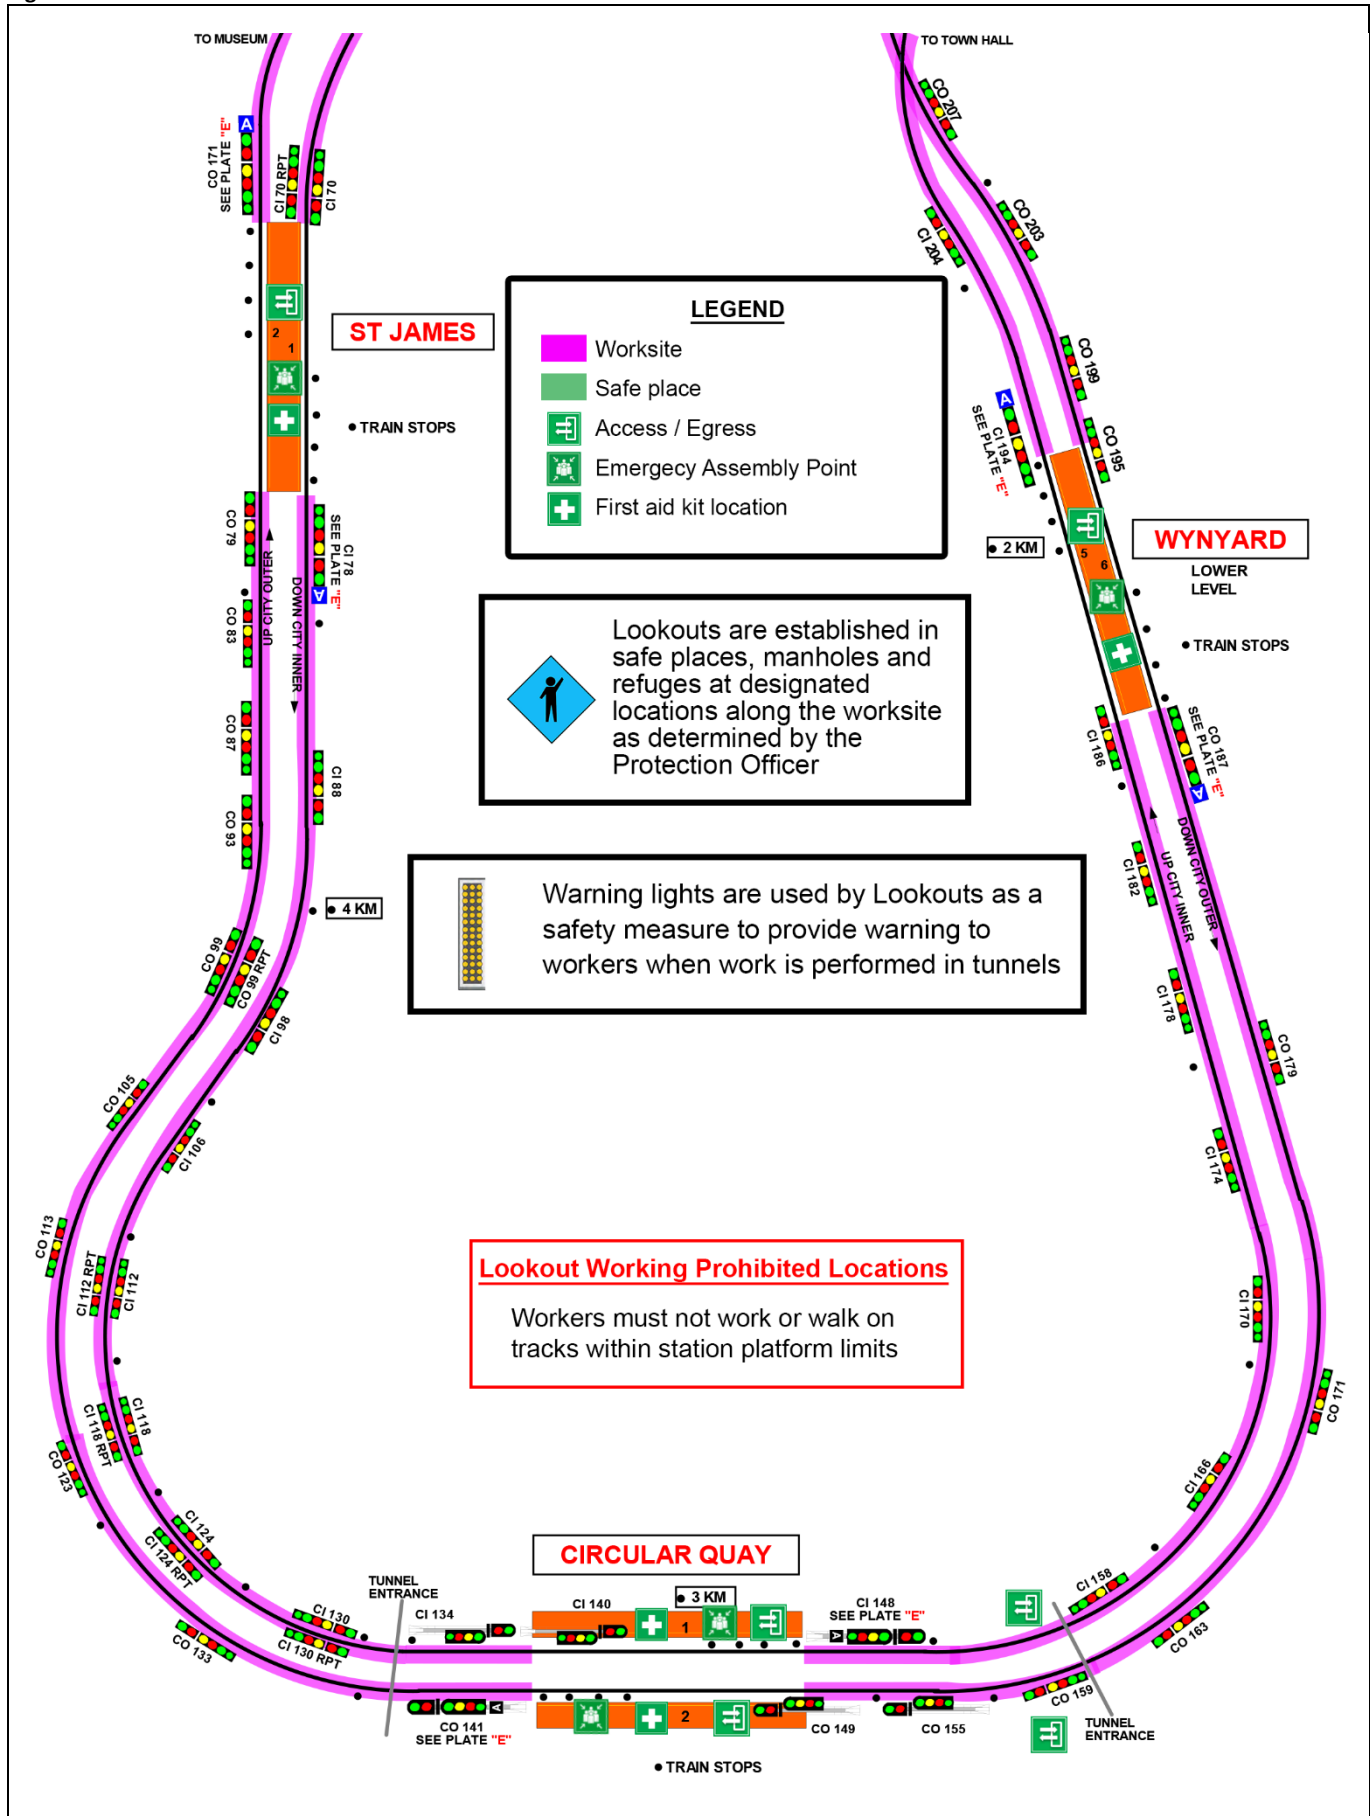 TO MUSEUM
TO TOWN HALL
CO 207
A
CO 171
SEE PLATE "E"
CI 70 RPT
CI 70
CO 203
CI 204
2
1
ST JAMES
LEGEND
Worksite
Safe place
Access / Egress
Emergecy Assembly Point
First aid kit location
TRAIN STOPS
CO 199
CO 195
A
CI 194
SEE PLATE "E"
2 KM
5
6
WYNYARD
LOWER
LEVEL
TRAIN STOPS
CO 79
UP CITY OUTER
DOWN CITY INNER
CI 78
SEE PLATE "E"
A
CO 83
CO 87
CI 88
CO 93
Lookouts are established in
safe places, manholes and
refuges at designated
locations along the worksite
as determined by the
Protection Officer
CI 186
CO 187
SEE PLATE "E"
A
CI 182
UP CITY INNER
DOWN CITY OUTER
4 KM
Warning lights are used by Lookouts as a
safety measure to provide warning to
workers when work is performed in tunnels
CO 99
CO 99 RPT
CI 98
CI 178
CO 179
CO 105
CI 106
CI 174
CO 113
CI 112 RPT
CI 112
Lookout Working Prohibited Locations
Workers must not work or walk on
tracks within station platform limits
CI 170
CO 171
CI 118
CI 118 RPT
CO 123
CI 166
CI 124
CI 124 RPT
CIRCULAR QUAY
TUNNEL
ENTRANCE
3 KM
CI 158
CI 130
CI 130 RPT
CI 134
CI 140
1
CI 148
SEE PLATE "E"
A
CO 133
CO 163
CO 159
A
CO 141
SEE PLATE "E"
2
CO 149
CO 155
TUNNEL
ENTRANCE
TRAIN STOPS